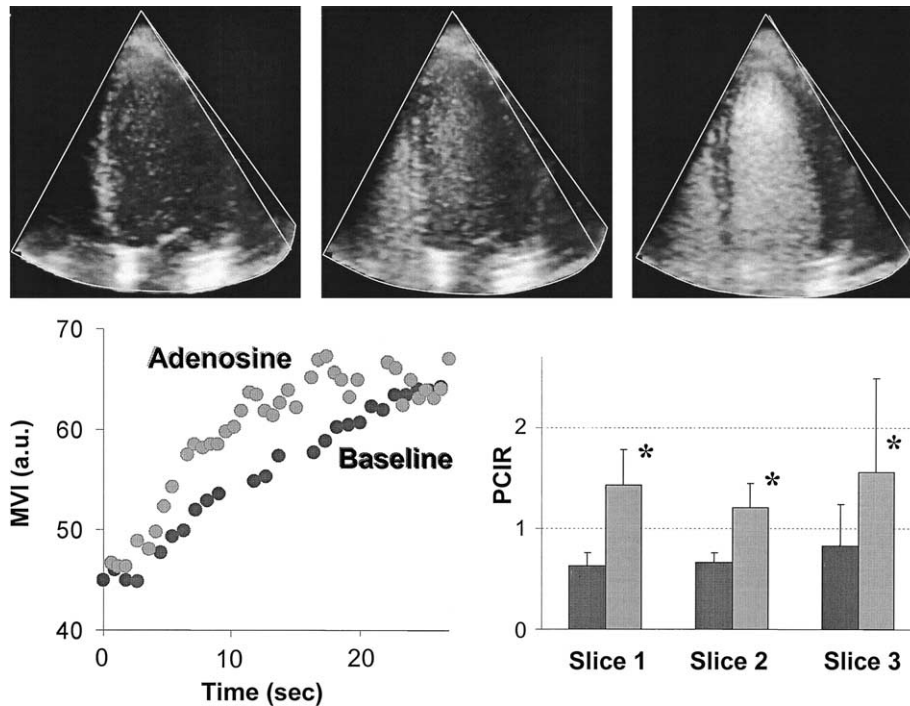 70
60
50
40
MVI (a.u.)
Adenosine
Baseline
0
10
20
Time (sec)
2
1
0
PCIR
*
*
*
Slice 1
Slice 2
Slice 3